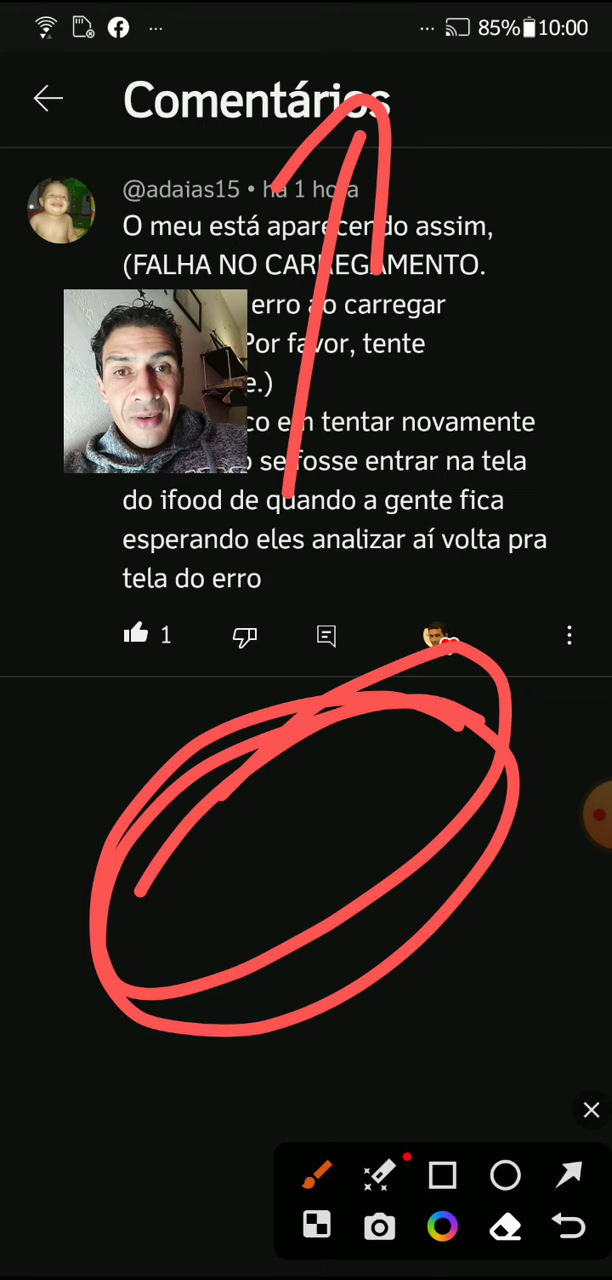 85% 10:00
Comentários
@adaias15 • há 1 hora
O meu está aparecendo assim,
(FALHA NO CARREGAMENTO.
erro ao carregar
Por favor, tente
e.)
co em tentar novamente
o se fosse entrar na tela
do ifood de quando a gente fica
esperando eles analizar aí volta pra
tela do erro
1